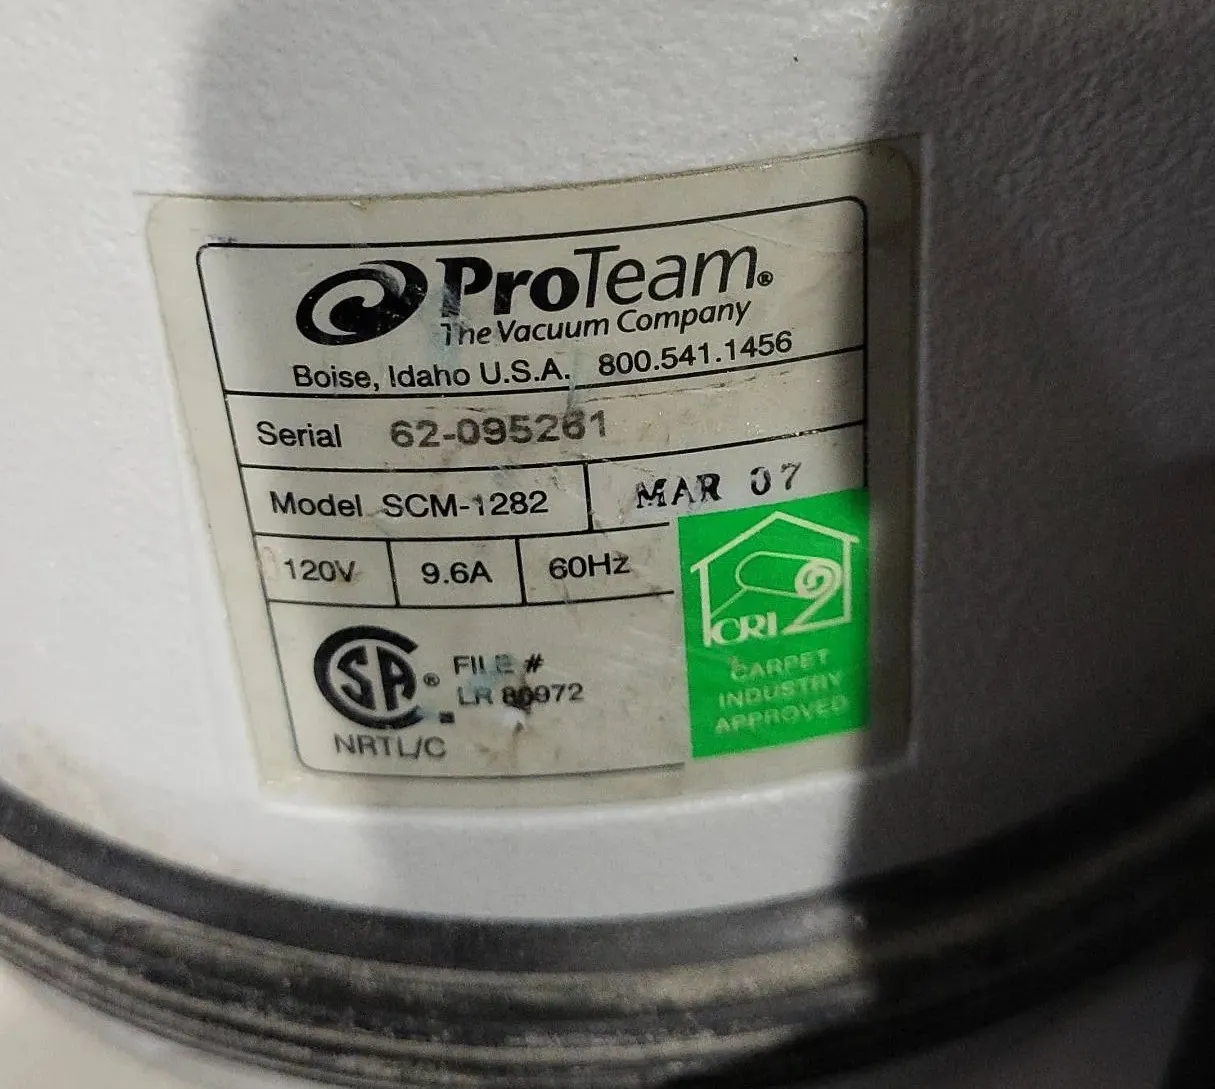 ProTeam®
The Vacuum Company
Boise, Idaho U.S.A. 800.541.1456
Serial 62-095261
Model SCM-1282 MAR 07
120V 9.6A 60Hz
SA® FILE #
LR 80972
NRTL/C
CRI
CARPET
INDUSTRY
APPROVED